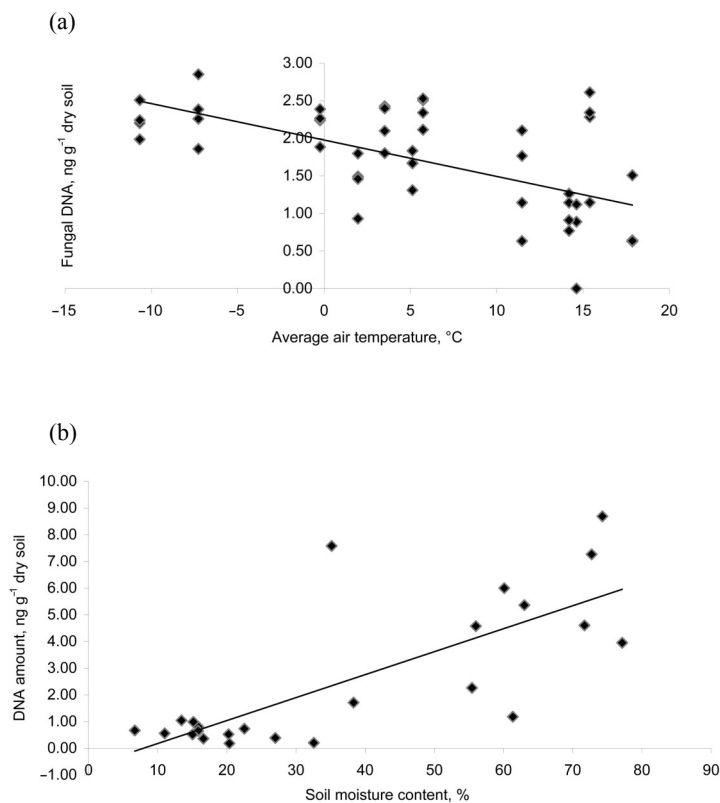 (a)
Fungal DNA, ng g⁻¹ dry soil
3.00
2.50
2.00
1.50
1.00
0.50
0.00
–15 –10 –5 0 5 10 15 20
Average air temperature, °C
(b)
DNA amount, ng g⁻¹ dry soil
10.00
9.00
8.00
7.00
6.00
5.00
4.00
3.00
2.00
1.00
0.00
–1.00
0 10 20 30 40 50 60 70 80 90
Soil moisture content, %